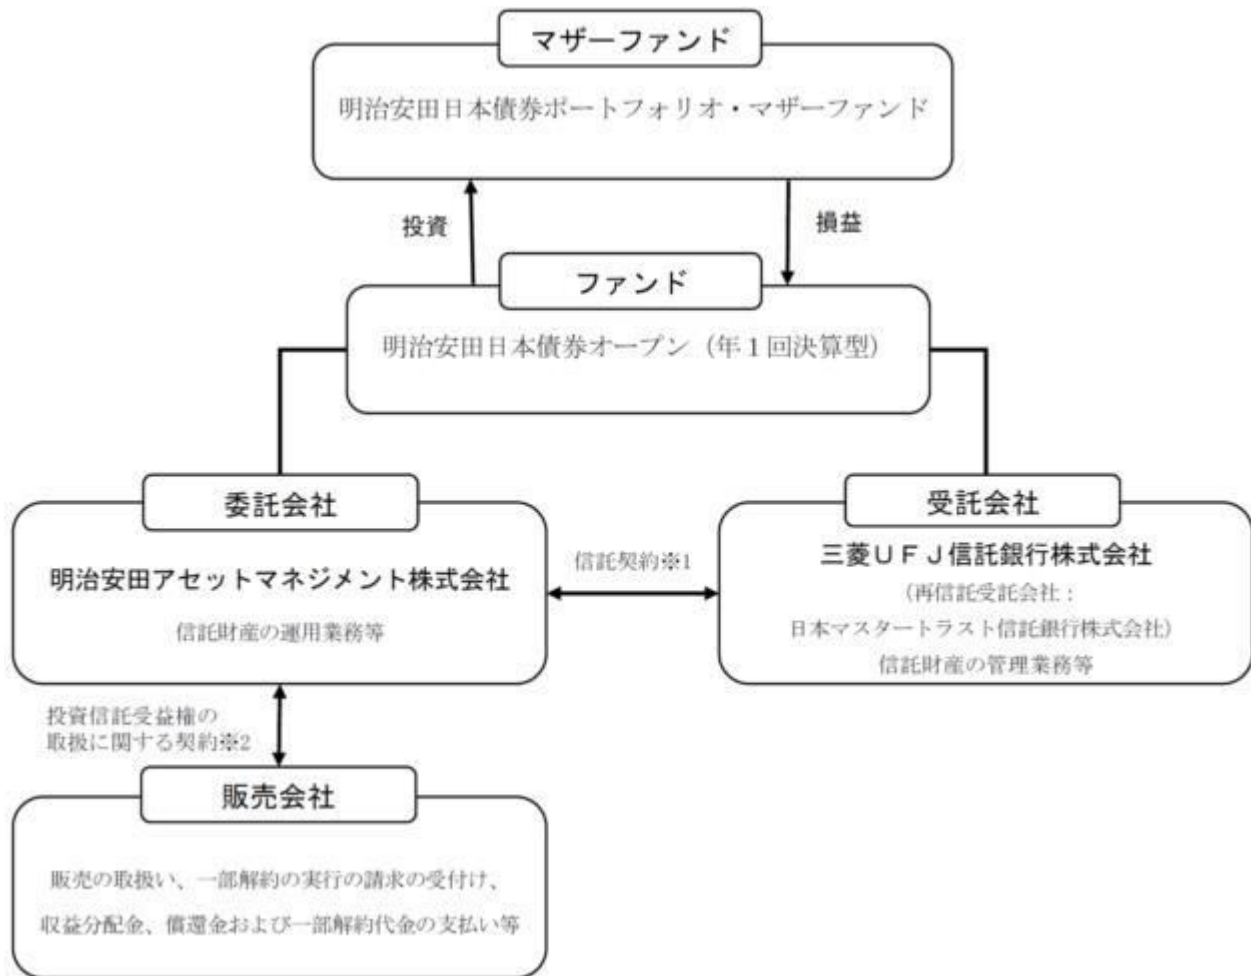 マザーファンド
明治安田日本債券ポートフォリオ・マザーファンド
投資
損益
ファンド
明治安田日本債券オープン（年１回決算型）
委託会社
明治安田アセットマネジメント株式会社
信託財産の運用業務等
信託契約※1
受託会社
三菱ＵＦＪ信託銀行株式会社
（再信託受託会社：
日本マスタートラスト信託銀行株式会社）
信託財産の管理業務等
投資信託受益権の
取扱に関する契約※2
販売会社
販売の取扱い、一部解約の実行の請求の受付け、
収益分配金、償還金および一部解約代金の支払い等